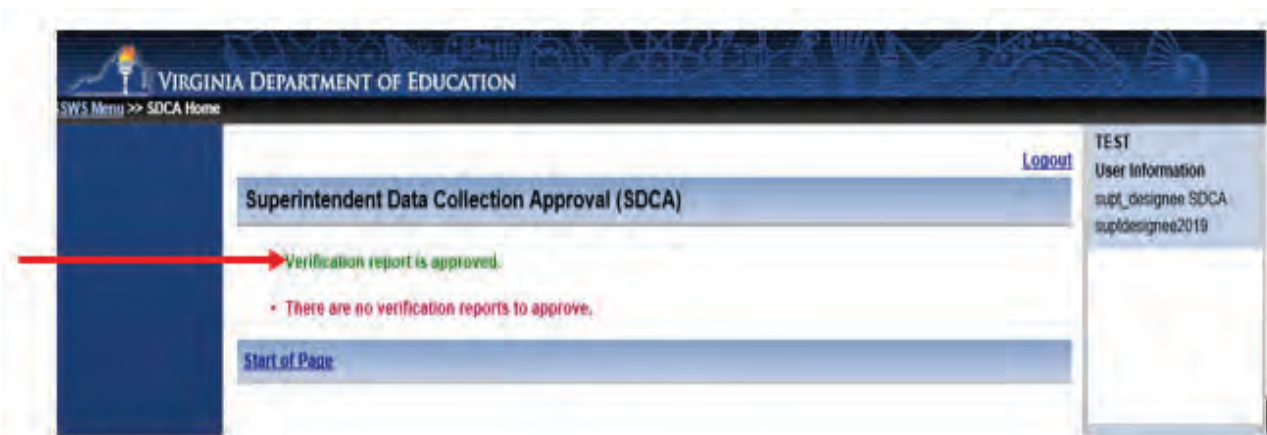 VIRGINIA DEPARTMENT OF EDUCATION
SSWS Menu >> SDCA Home
Logout
Superintendent Data Collection Approval (SDCA)
Verification report is approved.
• There are no verification reports to approve.
Start of Page
TEST
User Information
supt_designee SDCA
suptdesignee2019